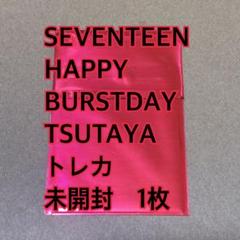 SEVENTEEN
HAPPY
BURSTDAY
TSUTAYA
トレカ
未開封 1枚